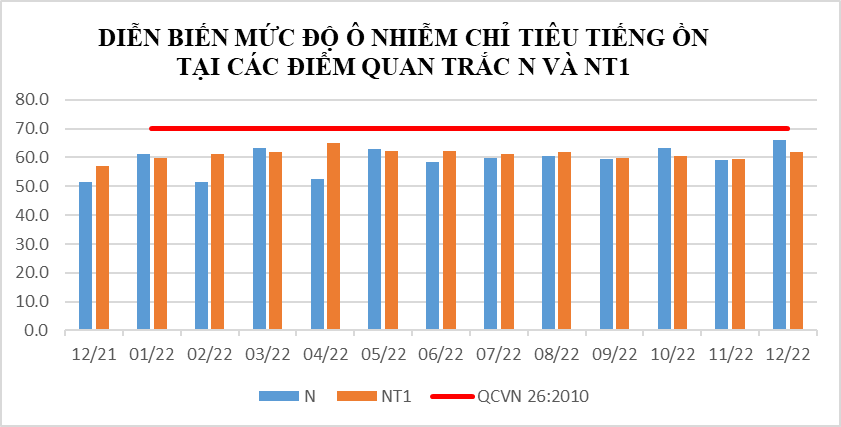 DIỄN BIẾN MỨC ĐỘ Ô NHIỄM CHỈ TIÊU TIẾNG ỒN
TẠI CÁC ĐIỂM QUAN TRẮC N VÀ NT1
80.0
70.0
60.0
50.0
40.0
30.0
20.0
10.0
0.0
12/21 01/22 02/22 03/22 04/22 05/22 06/22 07/22 08/22 09/22 10/22 11/22 12/22
N NT1 QCVN 26:2010